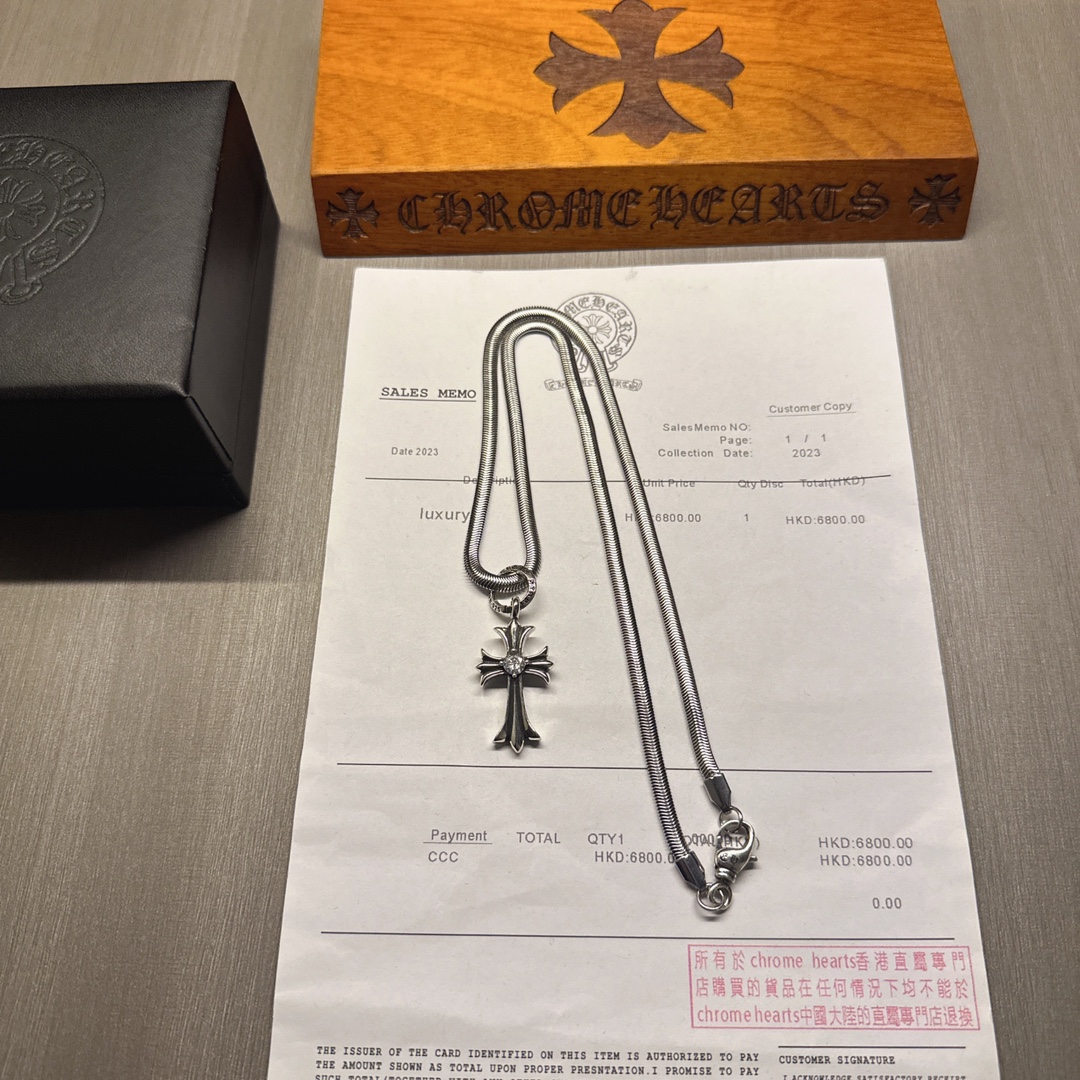 CHROME HEARTS
SALES MEMO
Customer Copy
SalesMemo NO:
Page: 1 / 1
Date 2023
Collection Date: 2023
Unit Price Qty Disc Total(HKD)
luxury 6800.00 1 HKD:6800.00
Payment TOTAL QTY1 HKD:6800.00
CCC HKD:6800.0 HKD:6800.00
0.00
所有於chrome hearts香港直屬專門
店購買的貨品在任何情況下均不能於
chrome hearts中國大陸的直屬專門店退換
THE ISSUER OF THE CARD IDENTIFIED ON THIS ITEM IS AUTHORIZED TO PAY
THE AMOUNT SHOWN AS TOTAL UPON PROPER PRESNTATION.I PROMISE TO PAY
CUSTOMER SIGNATURE